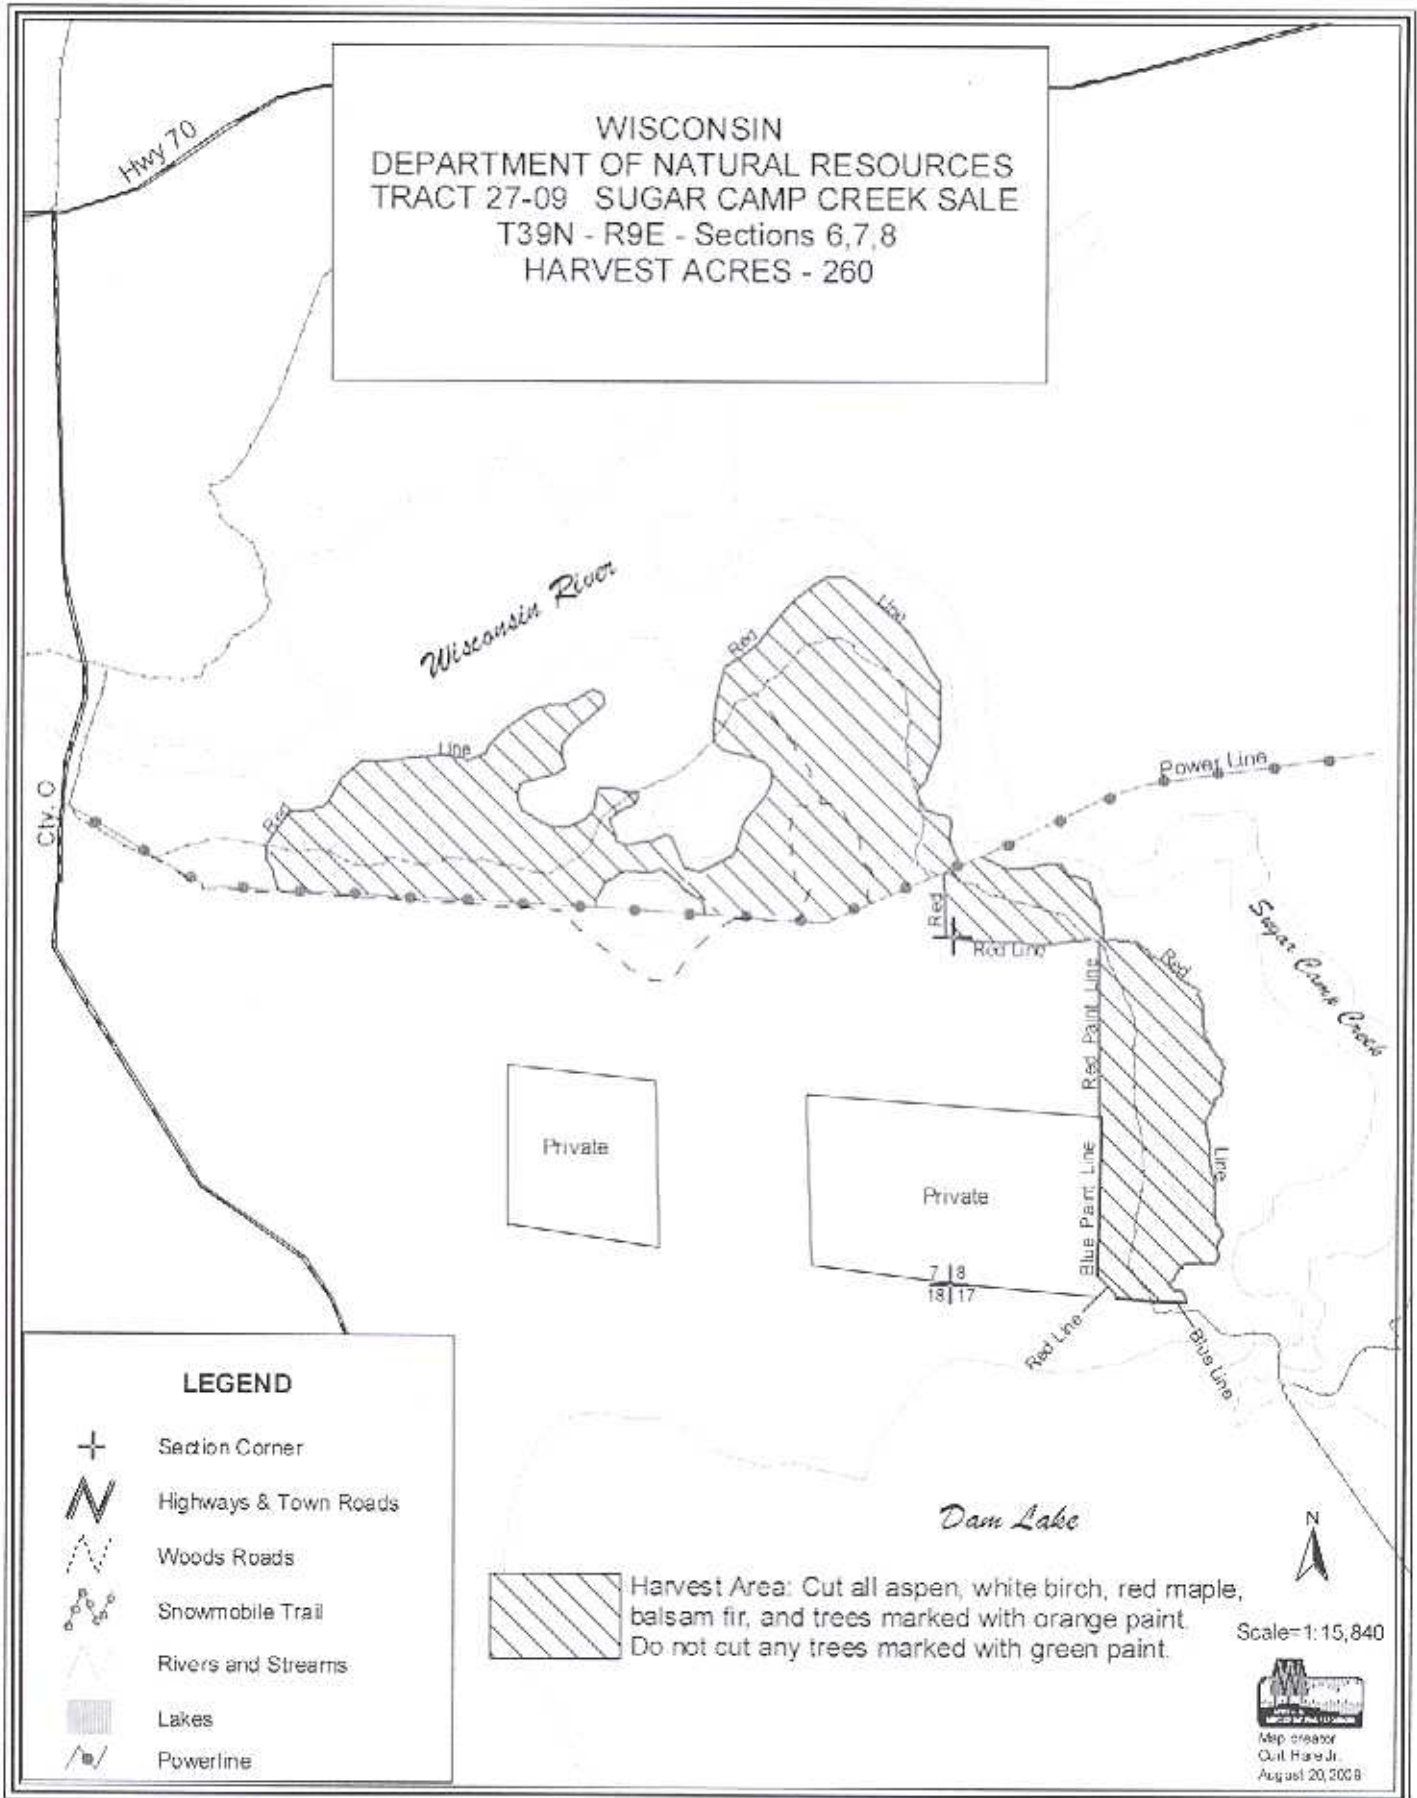 WISCONSIN
DEPARTMENT OF NATURAL RESOURCES
TRACT 27-09 SUGAR CAMP CREEK SALE
T39N - R9E - Sections 6,7,8
HARVEST ACRES - 260
Hwy 70
Wisconsin River
Red
Line
Line
Red
Power Line
Cty. O
Red
Red Line
Red
Sugar Camp Creek
Red Paint Line
Private
Private
Blue Paint Line
Line
7 8
18 17
Red Line
Blue Line
LEGEND
Section Corner
Highways & Town Roads
Woods Roads
Snowmobile Trail
Rivers and Streams
Lakes
Powerline
Dam Lake
N
Harvest Area: Cut all aspen, white birch, red maple,
balsam fir, and trees marked with orange paint.
Do not cut any trees marked with green paint.
Scale=1:15,840
Map creator
Curt Hare Jr.
August 20, 2008